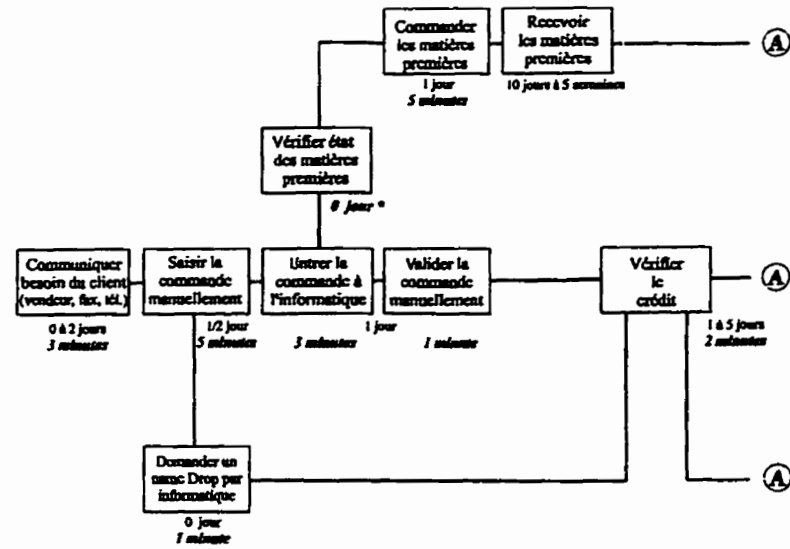 Commander
les matières
premières
1 jour
5 minutes
Recevoir
les matières
premières
10 jours à 5 semaines
A
Vérifier état
des matières
premières
0 jour *
Communiquer
besoin du client
(vendeur, fax, tél.)
0 à 2 jours
3 minutes
Saisir la
commande
manuellement
1/2 jour
5 minutes
Entrer la
commande à
l'informatique
3 minutes
1 jour
Valider la
commande
manuellement
1 minute
Vérifier
le
crédit
1 à 5 jours
2 minutes
A
Demander un
name Drop par
informatique
0 jour
1 minute
A